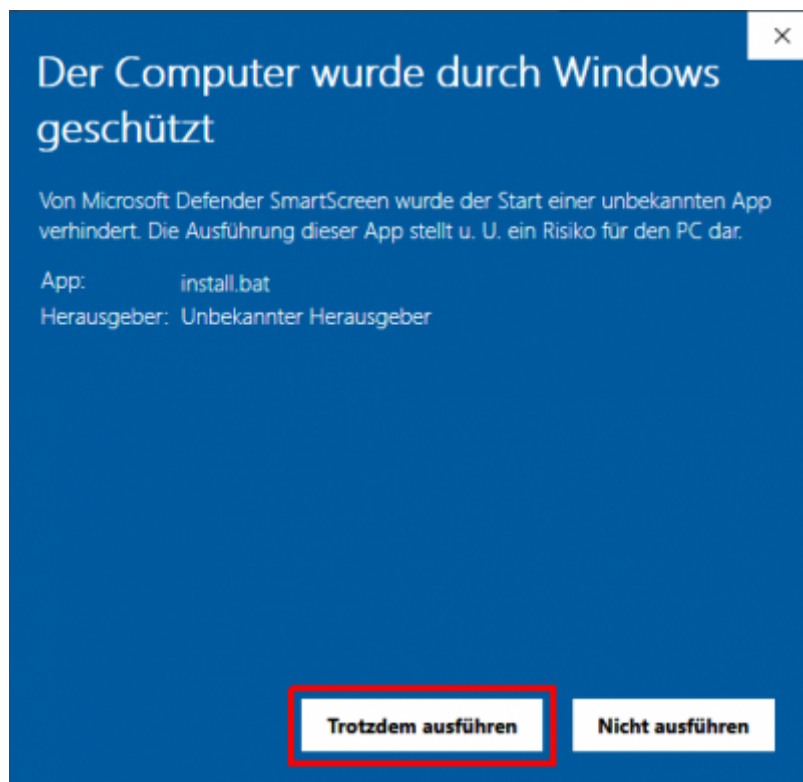 Der Computer wurde durch Windows
geschützt
Von Microsoft Defender SmartScreen wurde der Start einer unbekannten App
verhindert. Die Ausführung dieser App stellt u. U. ein Risiko für den PC dar.
App: install.bat
Herausgeber: Unbekannter Herausgeber
Trotzdem ausführen Nicht ausführen